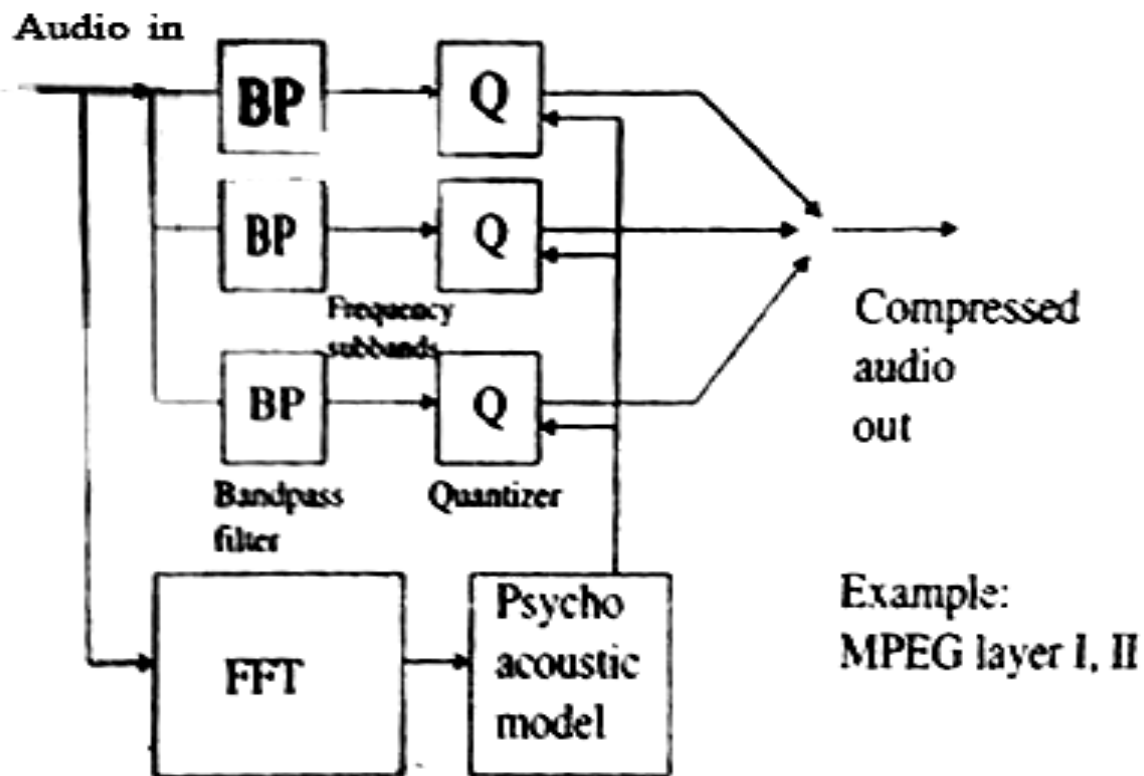 Audio in
BP
Q
BP
Q
Frequency
subbands
BP
Q
Bandpass
filter
Quantizer
Compressed
audio
out
FFT
Psycho
acoustic
model
Example:
MPEG layer I, II